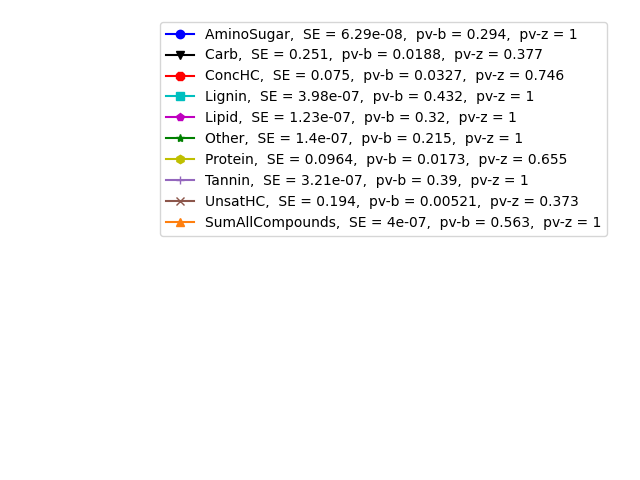 AminoSugar, SE = 6.29e-08, pv-b = 0.294, pv-z = 1
Carb, SE = 0.251, pv-b = 0.0188, pv-z = 0.377
ConcHC, SE = 0.075, pv-b = 0.0327, pv-z = 0.746
Lignin, SE = 3.98e-07, pv-b = 0.432, pv-z = 1
Lipid, SE = 1.23e-07, pv-b = 0.32, pv-z = 1
Other, SE = 1.4e-07, pv-b = 0.215, pv-z = 1
Protein, SE = 0.0964, pv-b = 0.0173, pv-z = 0.655
Tannin, SE = 3.21e-07, pv-b = 0.39, pv-z = 1
UnsatHC, SE = 0.194, pv-b = 0.00521, pv-z = 0.373
SumAllCompounds, SE = 4e-07, pv-b = 0.563, pv-z = 1